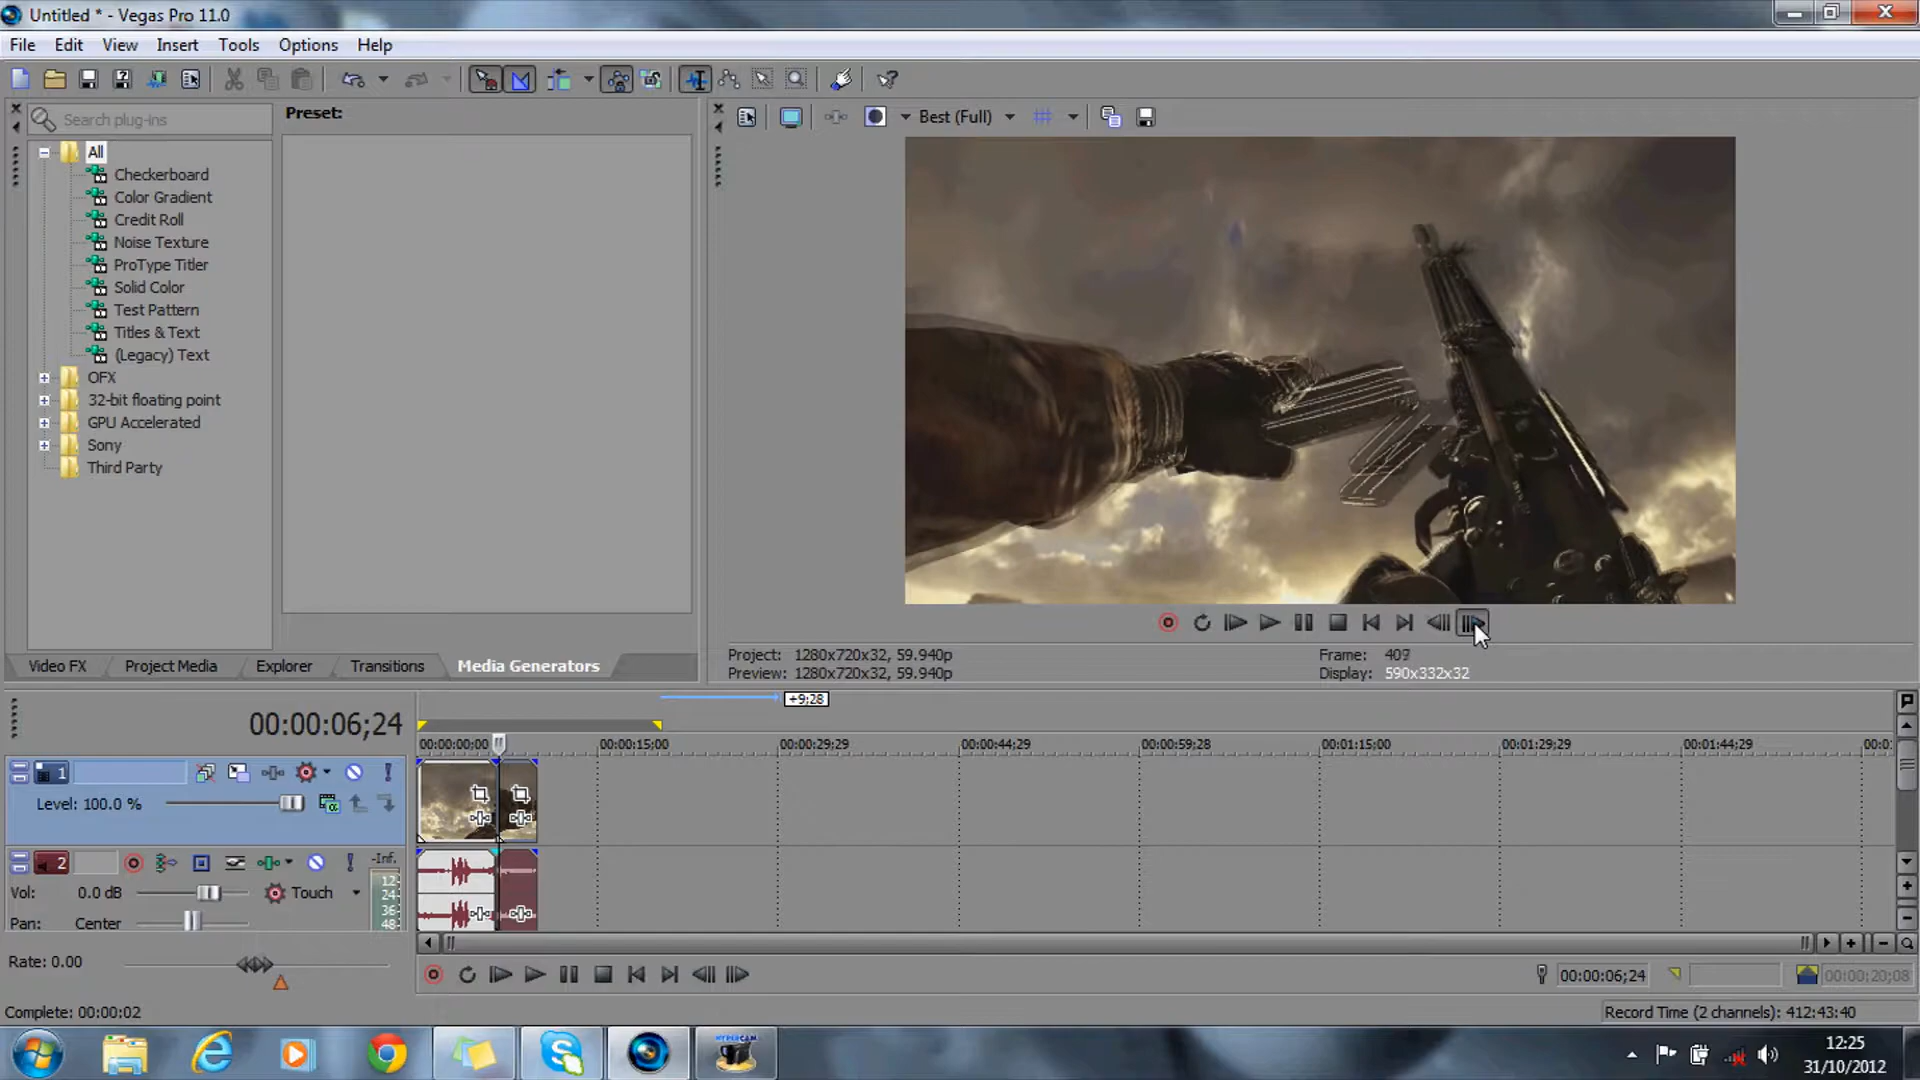 Untitled * - Vegas Pro 11.0
File Edit View Insert Tools Options Help
Search plug-ins
Preset:
Best (Full)
All
Checkerboard
Color Gradient
Credit Roll
Noise Texture
ProType Titler
Solid Color
Test Pattern
Titles & Text
(Legacy) Text
OFX
32-bit floating point
GPU Accelerated
Sony
Third Party
Video FX Project Media Explorer Transitions Media Generators
Project: 1280x720x32, 59.940p
Frame: 409
Preview: 1280x720x32, 59.940p
Display: 590x332x32
+9;28
00:00:06;24
00:00:00;00 00:00:15;00 00:00:29;29 00:00:44;29 00:00:59;28 00:01:15;00 00:01:29;29 00:01:44;29 00:0
1
Level: 100.0 %
2
-Inf.
Vol: 0.0 dB Touch
12
24
36
48
Pan: Center
Rate: 0.00
00:00:06;24 00:00:20;08
Complete: 00:00:02
Record Time (2 channels): 412:43:40
HYPERCAM
12:25
31/10/2012